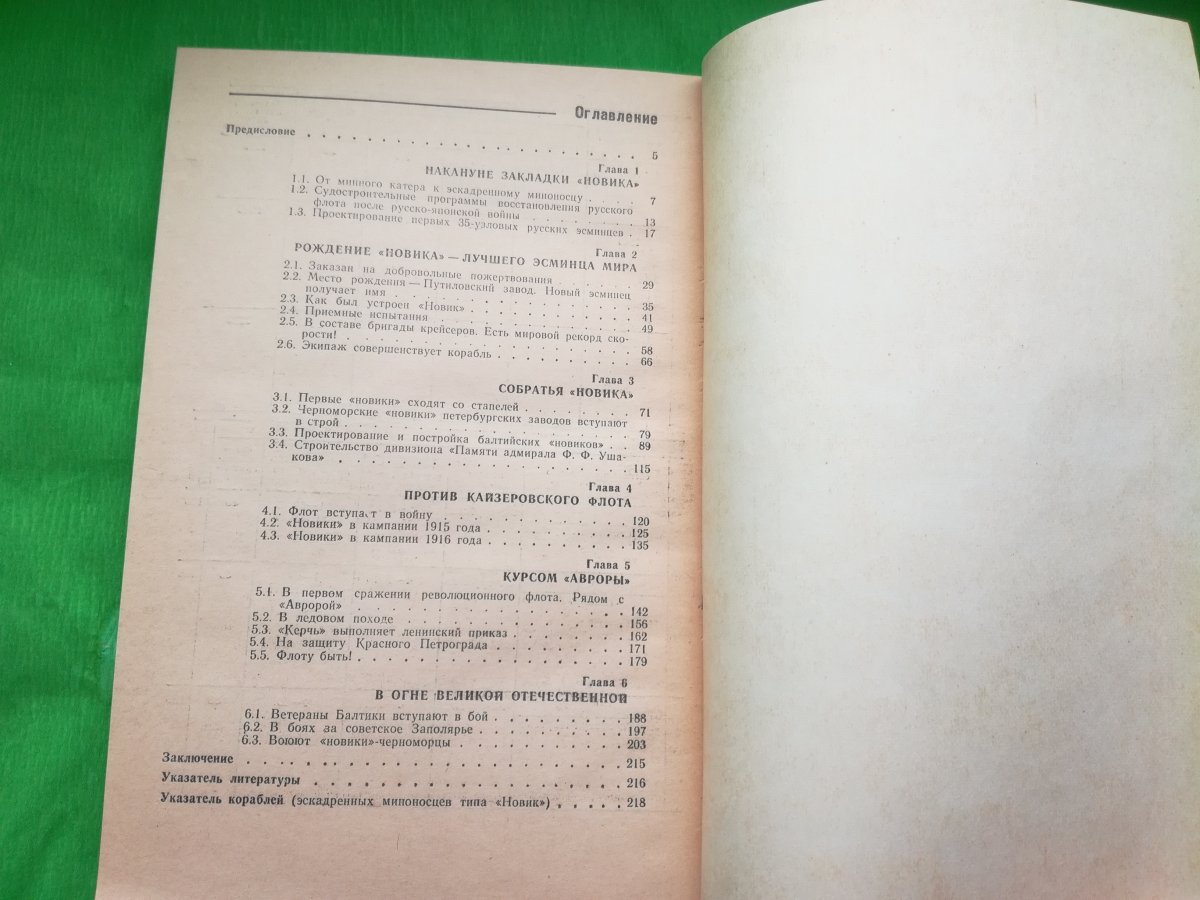 Оглавление
Предисловие . . . . . . . . . . . . . . . . . . . . . . 5
Глава 1
НАКАНУНЕ ЗАКЛАДКИ «НОВИКА»
1.1. От минного катера к эскадренному миноносцу . . . . 7
1.2. Судостроительные программы восстановления русского
флота после русско-японской войны . . . . . . . . 13
1.3. Проектирование первых 35-узловых русских эсминцев . 17
Глава 2
РОЖДЕНИЕ «НОВИКА» — ЛУЧШЕГО ЭСМИНЦА МИРА
2.1. Заказан на добровольные пожертвования . . . . . . . 29
2.2. Место рождения — Путиловский завод. Новый эсминец
получает имя . . . . . . . . . . . . . . . . . . 35
2.3. Как был устроен «Новик» . . . . . . . . . . . . . 41
2.4. Приемные испытания . . . . . . . . . . . . . . . 49
2.5. В составе бригады крейсеров. Есть мировой рекорд ско-
рости! . . . . . . . . . . . . . . . . . . . . . 58
2.6. Экипаж совершенствует корабль . . . . . . . . . . 66
Глава 3
СОБРАТЬЯ «НОВИКА»
3.1. Первые «новики» сходят со стапелей . . . . . . . . 71
3.2. Черноморские «новики» петербургских заводов вступают
в строй . . . . . . . . . . . . . . . . . . . . . 79
3.3. Проектирование и постройка балтийских «новиков» . . 89
3.4. Строительство дивизиона «Памяти адмирала Ф. Ф. Уша-
кова» . . . . . . . . . . . . . . . . . . . . . . 115
Глава 4
ПРОТИВ КАЙЗЕРОВСКОГО ФЛОТА
4.1. Флот вступает в войну . . . . . . . . . . . . . . 120
4.2. «Новики» в кампании 1915 года . . . . . . . . . . 125
4.3. «Новики» в кампании 1916 года . . . . . . . . . . 135
Глава 5
КУРСОМ «АВРОРЫ»
5.1. В первом сражении революционного флота. Рядом с
«Авророй» . . . . . . . . . . . . . . . . . . . . 142
5.2. В ледовом походе . . . . . . . . . . . . . . . . 156
5.3. «Керчь» выполняет ленинский приказ . . . . . . . . 162
5.4. На защиту Красного Петрограда . . . . . . . . . . 171
5.5. Флоту быть! . . . . . . . . . . . . . . . . . . . 179
Глава 6
В ОГНЕ ВЕЛИКОЙ ОТЕЧЕСТВЕННОЙ
6.1. Ветераны Балтики вступают в бой . . . . . . . . . 188
6.2. В боях за советское Заполярье . . . . . . . . . . 197
6.3. Воюют «новики»-черноморцы . . . . . . . . . . . . 203
Заключение . . . . . . . . . . . . . . . . . . . . . . 215
Указатель литературы . . . . . . . . . . . . . . . . . 216
Указатель кораблей (эскадренных миноносцев типа «Новик») . . . . . 218